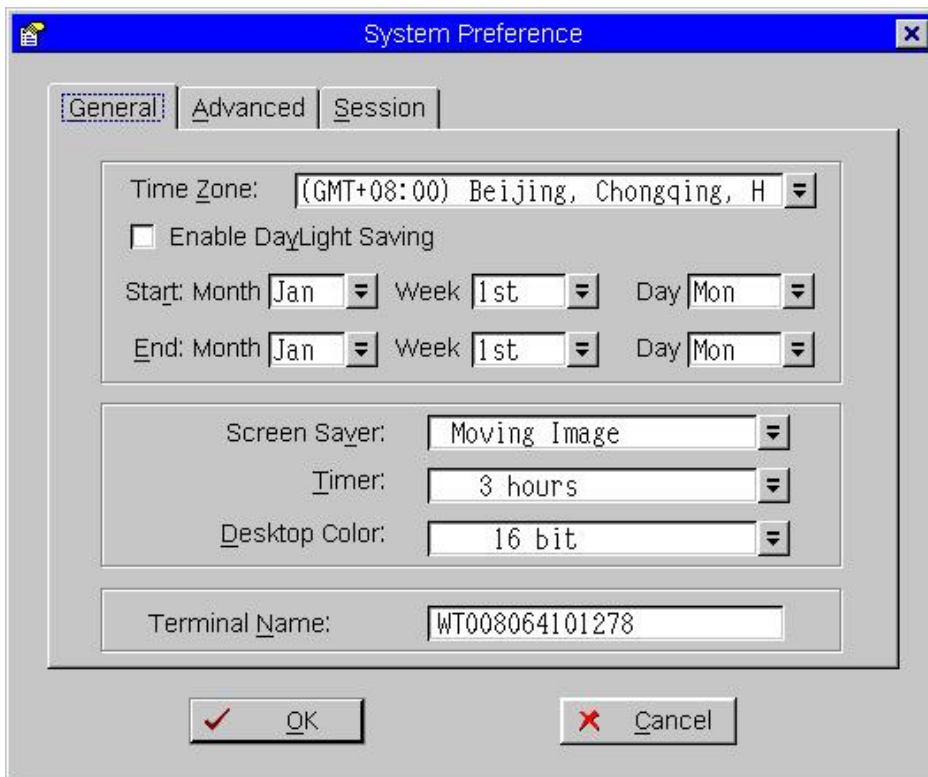 System Preference
General Advanced Session
Time Zone: (GMT+08:00) Beijing, Chongqing, H
Enable DayLight Saving
Start: Month Jan Week 1st Day Mon
End: Month Jan Week 1st Day Mon
Screen Saver: Moving Image
Timer: 3 hours
Desktop Color: 16 bit
Terminal Name: WT008064101278
OK Cancel